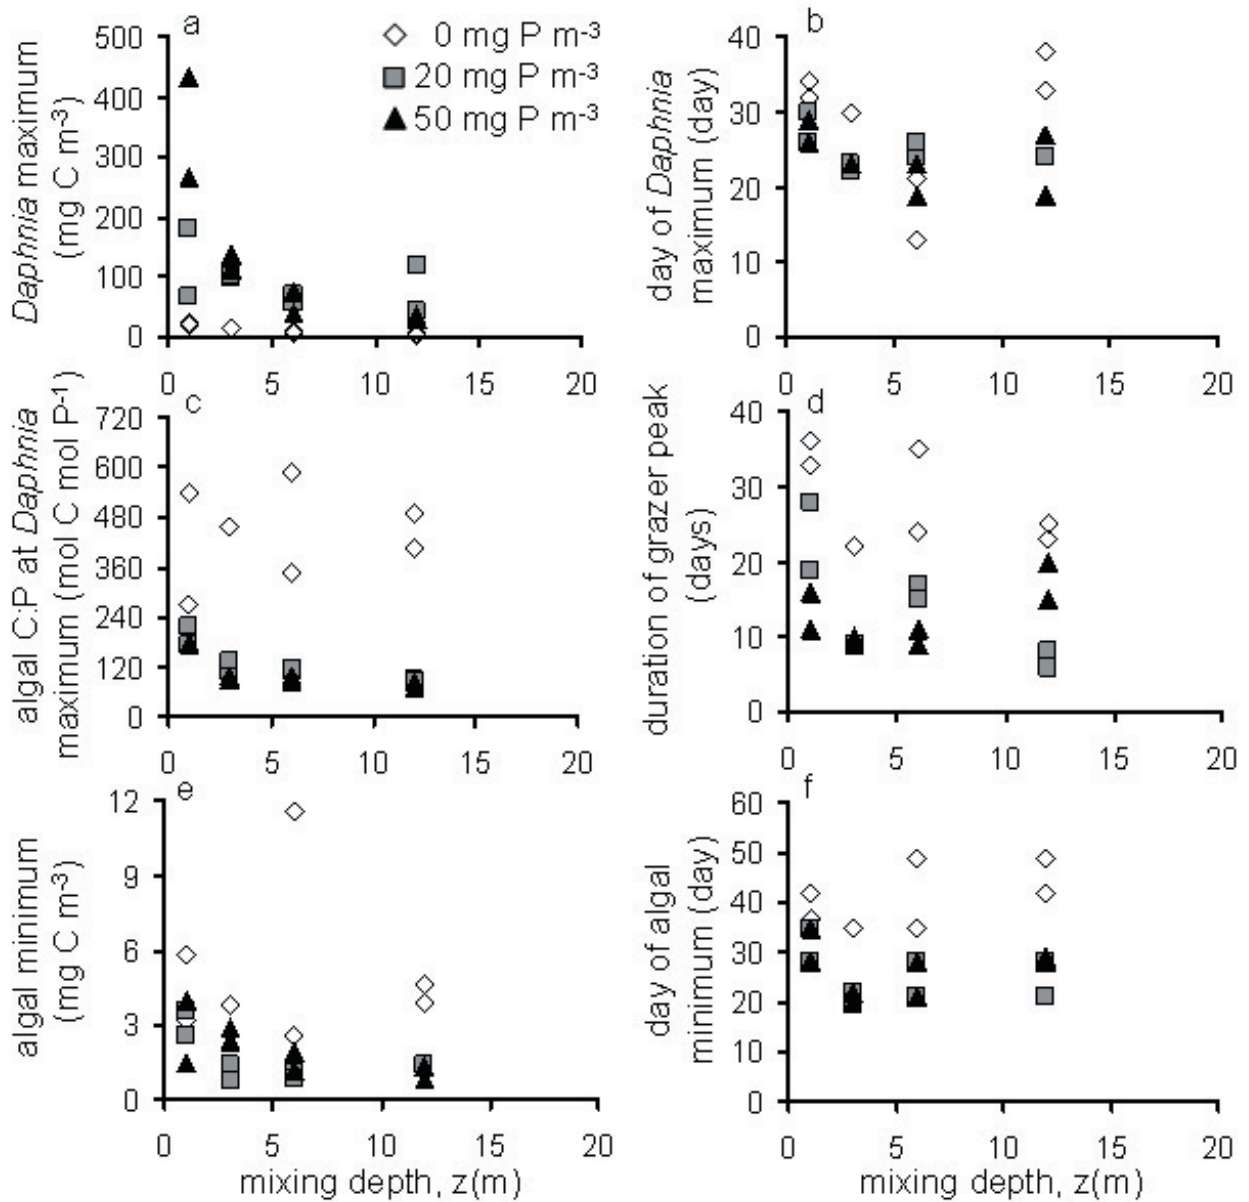 a
500
400
300
200
100
0
0 5 10 15 20
Daphnia maximum
(mg C m⁻³)
0 mg P m⁻³
20 mg P m⁻³
50 mg P m⁻³
b
40
30
20
10
0
0 5 10 15 20
day of Daphnia
maximum (day)
c
720
600
480
360
240
120
0
0 5 10 15 20
algal C:P at Daphnia
maximum (mol C mol P⁻¹)
d
40
30
20
10
0
0 5 10 15 20
duration of grazer peak
(days)
e
12
9
6
3
0
0 5 10 15 20
algal minimum
(mg C m⁻³)
mixing depth, z(m)
f
60
50
40
30
20
10
0
0 5 10 15 20
day of algal
minimum (day)
mixing depth, z(m)